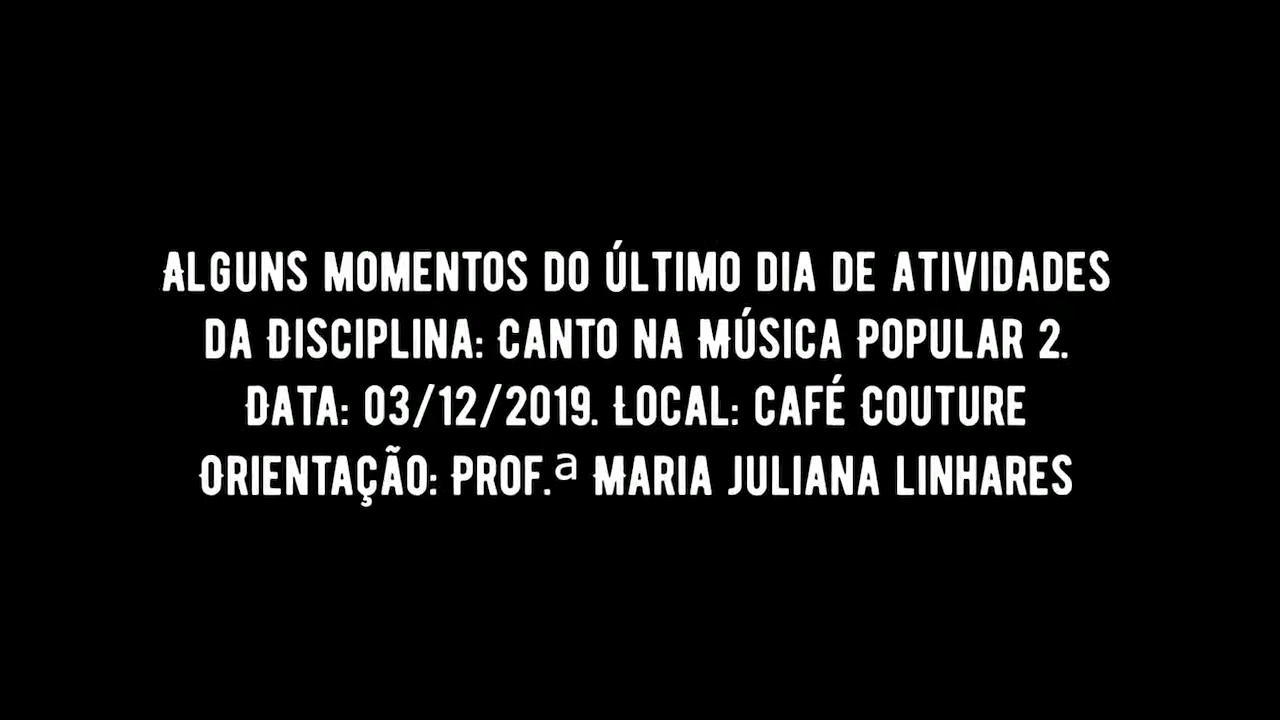 Alguns momentos do último dia de atividades
da Disciplina: Canto na Música Popular 2.
Data: 03/12/2019. Local: Café Couture
Orientação: Prof.ª Maria Juliana Linhares